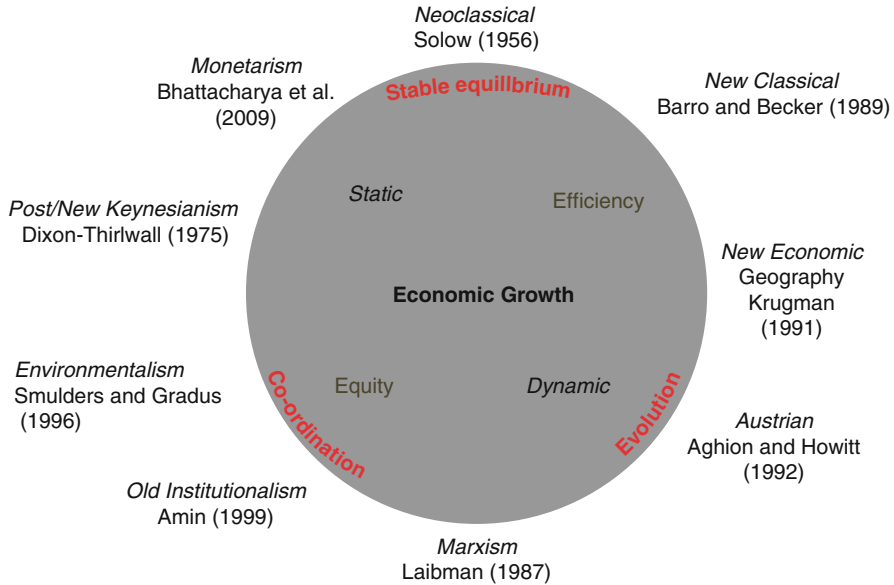 Neoclassical
Solow (1956)
Monetarism
Bhattacharya et al.
(2009)
Stable equillbrium
New Classical
Barro and Becker (1989)
Static
Efficiency
Post/New Keynesianism
Dixon-Thirlwall (1975)
New Economic
Geography
Krugman
(1991)
Economic Growth
Environmentalism
Smulders and Gradus
(1996)
Co-ordination
Equity
Dynamic
Evolution
Austrian
Aghion and Howitt
(1992)
Old Institutionalism
Amin (1999)
Marxism
Laibman (1987)